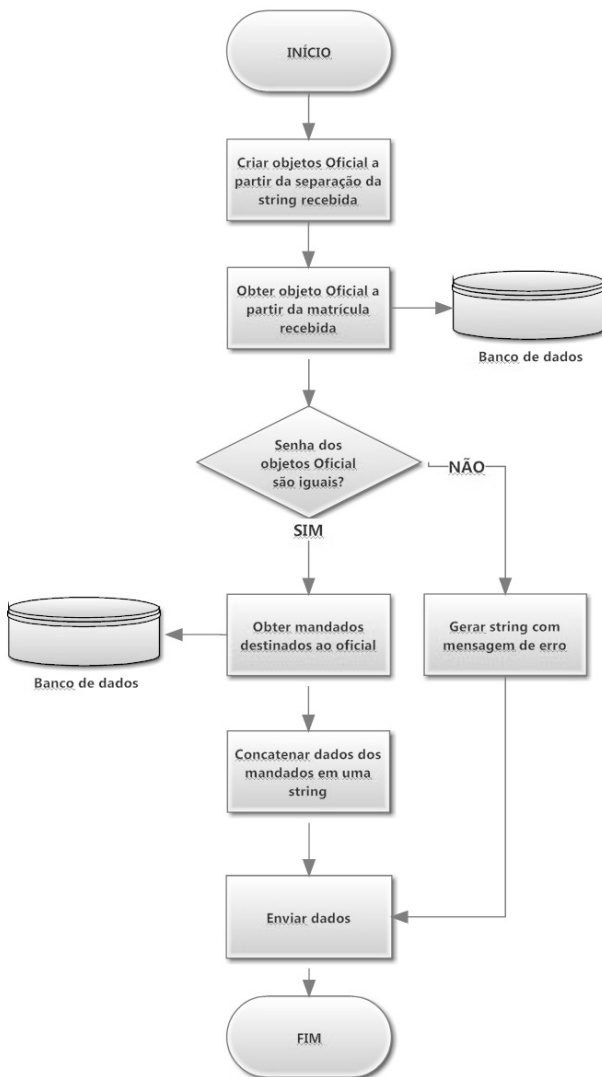 INÍCIO
Criar objetos Oficial a
partir da separação da
string recebida
Obter objeto Oficial a
partir da matrícula
recebida
Banco de dados
Senha dos
objetos Oficial
são iguais?
NÃO
SIM
Obter mandados
destinados ao oficial
Banco de dados
Gerar string com
mensagem de erro
Concatenar dados dos
mandados em uma
string
Enviar dados
FIM